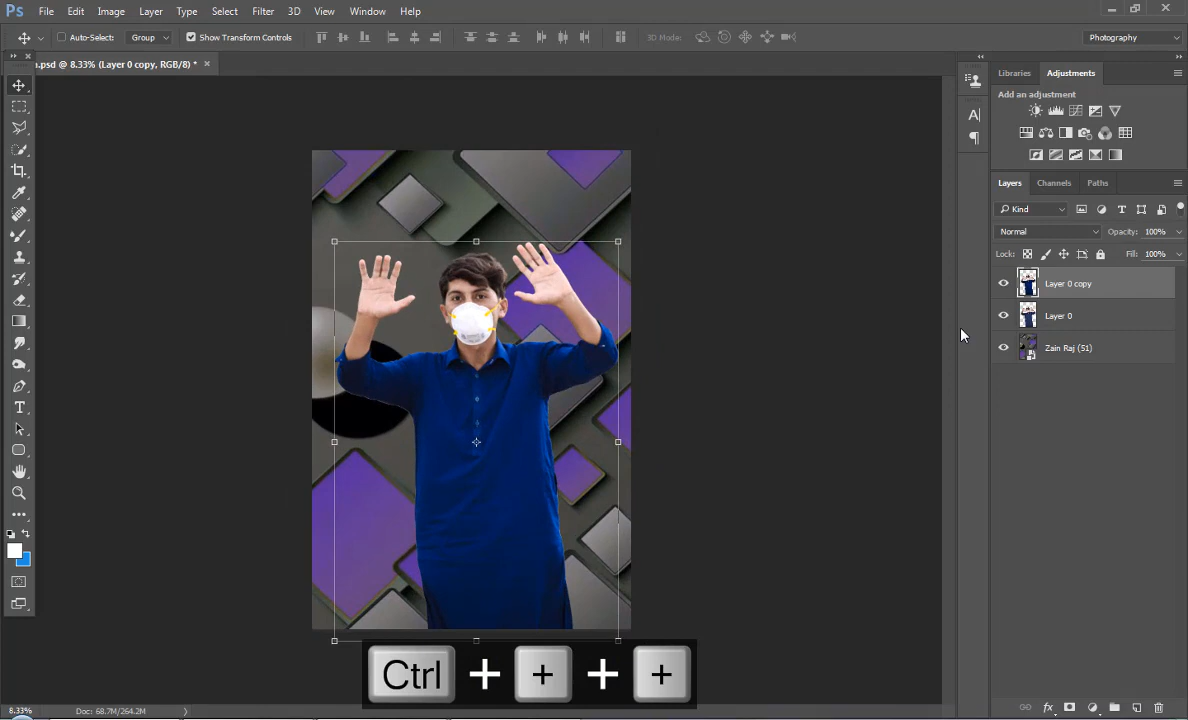 Ps File Edit Image Layer Type Select Filter 3D View Window Help
Auto-Select: Group Show Transform Controls 3D Mode: Photography
.psd @ 8.33% (Layer 0 copy, RGB/8) * ×
Libraries Adjustments
Add an adjustment
Layers Channels Paths
Kind
Normal Opacity: 100%
Lock: Fill: 100%
Layer 0 copy
Layer 0
Zain Raj (51)
Ctrl + + + +
8.33% Doc: 68.7M/264.2M